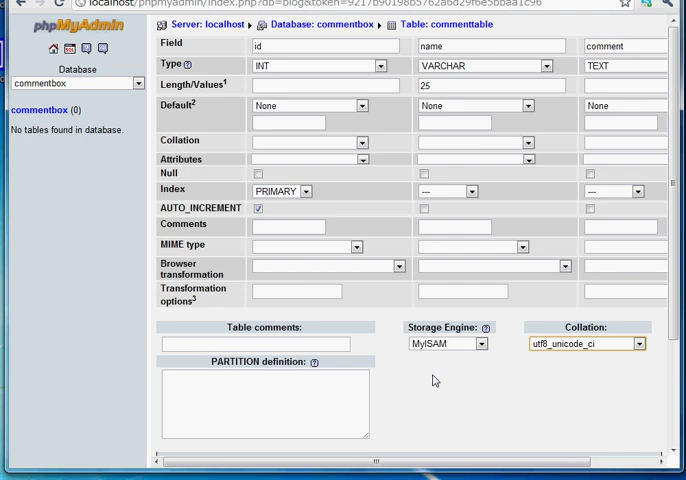 localhost/phpmyadmin/index.php?db=blog&token=9217b90198b5762a6d29f6e5bbaa1c96
phpMyAdmin
Server: localhost ▸ Database: commentbox ▸ Table: commenttable
Database
commentbox
commentbox (0)
No tables found in database.
Field id name comment
Type INT VARCHAR TEXT
Length/Values1 25
Default2 None None None
Collation
Attributes
Null
Index PRIMARY --- ---
AUTO_INCREMENT
Comments
MIME type
Browser
transformation
Transformation
options3
Table comments: Storage Engine: Collation:
MyISAM utf8_unicode_ci
PARTITION definition: